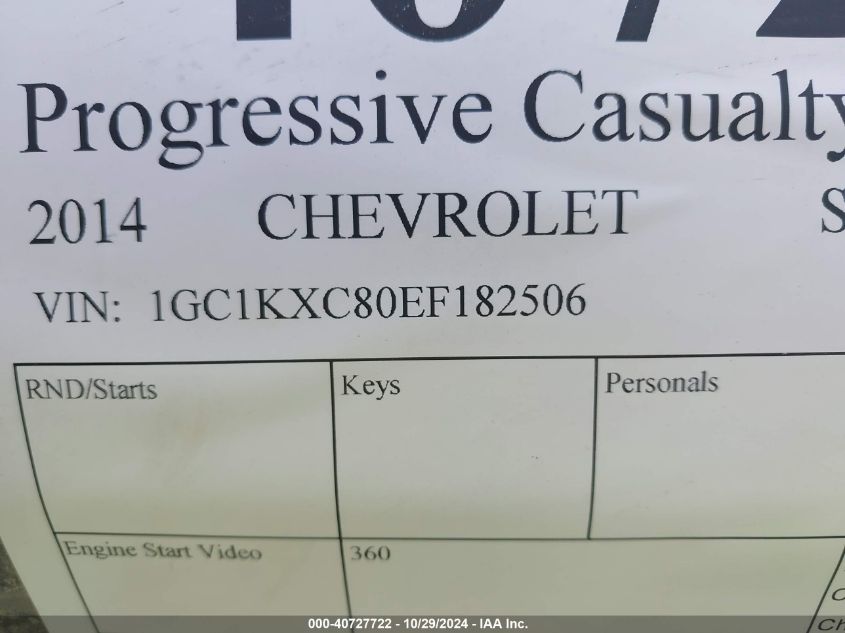 Progressive Casualty
2014 CHEVROLET
VIN: 1GC1KXC80EF182506
RND/Starts Keys Personals
Engine Start Video 360
000-40727722 - 10/29/2024 - IAA Inc.